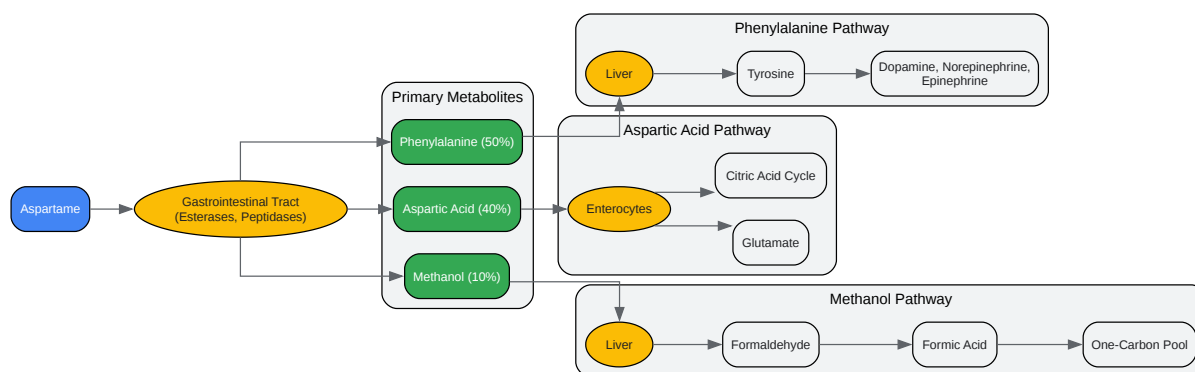 Phenylalanine Pathway
Liver
Tyrosine
Dopamine, Norepinephrine,
Epinephrine
Primary Metabolites
Phenylalanine (50%)
Aspartic Acid Pathway
Citric Acid Cycle
Aspartame
Gastrointestinal Tract
(Esterases, Peptidases)
Aspartic Acid (40%)
Enterocytes
Glutamate
Methanol (10%)
Methanol Pathway
Liver
Formaldehyde
Formic Acid
One-Carbon Pool